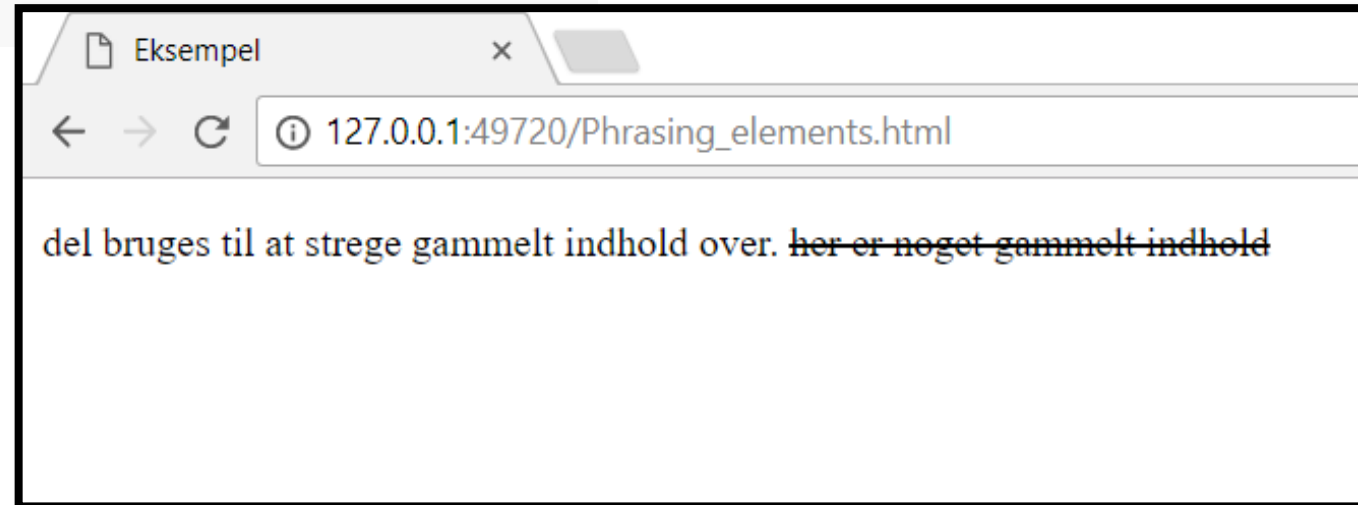 Eksempel
127.0.0.1:49720/Phrasing_elements.html
del bruges til at strege gammelt indhold over. her er noget gammelt indhold